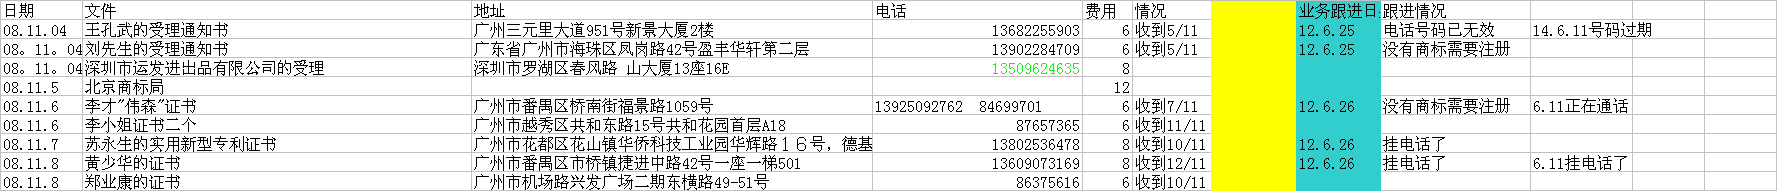 日期 文件 地址 电话 费用 情况 业务跟进日 跟进情况
08.11.04 王孔武的受理通知书 广州三元里大道951号新景大厦2楼 13682255903 6 收到5/11 12.6.25 电话号码已无效 14.6.11号码过期
08。11。04 刘先生的受理通知书 广东省广州市海珠区凤岗路42号盈丰华轩第二层 13902284709 6 收到5/11 12.6.25 没有商标需要注册
08。11。04 深圳市运发进出品有限公司的受理 深圳市罗湖区春风路 山大厦13座16E 13509624635 8
08.11.5 北京商标局 12
08.11.6 李才"伟森"证书 广州市番禺区桥南街福景路1059号 13925092762 84699701 6 收到7/11 12.6.26 没有商标需要注册 6.11正在通话
08.11.6 李小姐证书二个 广州市越秀区共和东路15号共和花园首层A18 87657365 6 收到11/11
08.11.7 苏永生的实用新型专利证书 广州市花都区花山镇华侨科技工业园华辉路１６号，德基 13802536478 8 收到10/11 12.6.26 挂电话了
08.11.8 黄少华的证书 广州市番禺区市桥镇捷进中路42号一座一梯501 13609073169 8 收到12/11 12.6.26 挂电话了 6.11挂电话了
08.11.8 郑业康的证书 广州市机场路兴发广场二期东横路49-51号 86375616 6 收到10/11